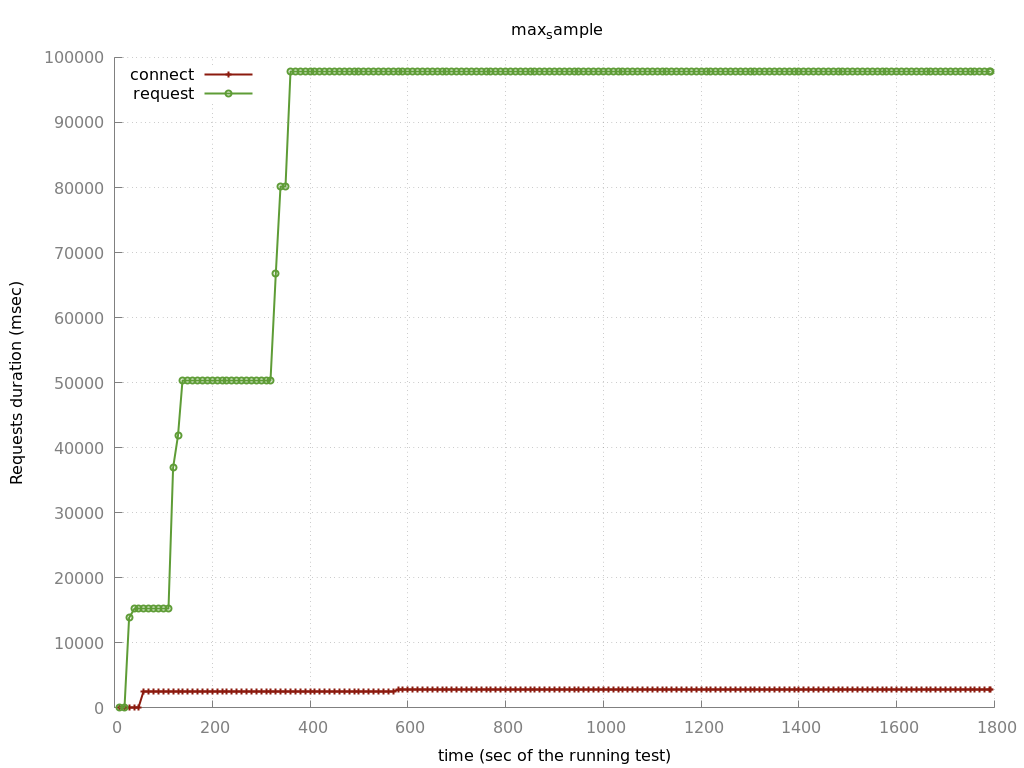 max_sample
100000
connect
request
90000
80000
70000
60000
50000
40000
30000
20000
10000
0
Requests duration (msec)
0 200 400 600 800 1000 1200 1400 1600 1800
time (sec of the running test)